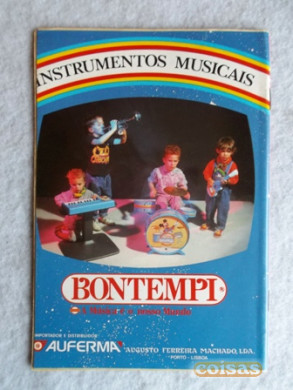 INSTRUMENTOS MUSICAIS
BONTEMPI
A Música é o nosso Mundo
IMPORTADOR E DISTRIBUIDOR
AUFERMA
AUGUSTO FERREIRA MACHADO, LDA.
PORTO - LISBOA
coisas